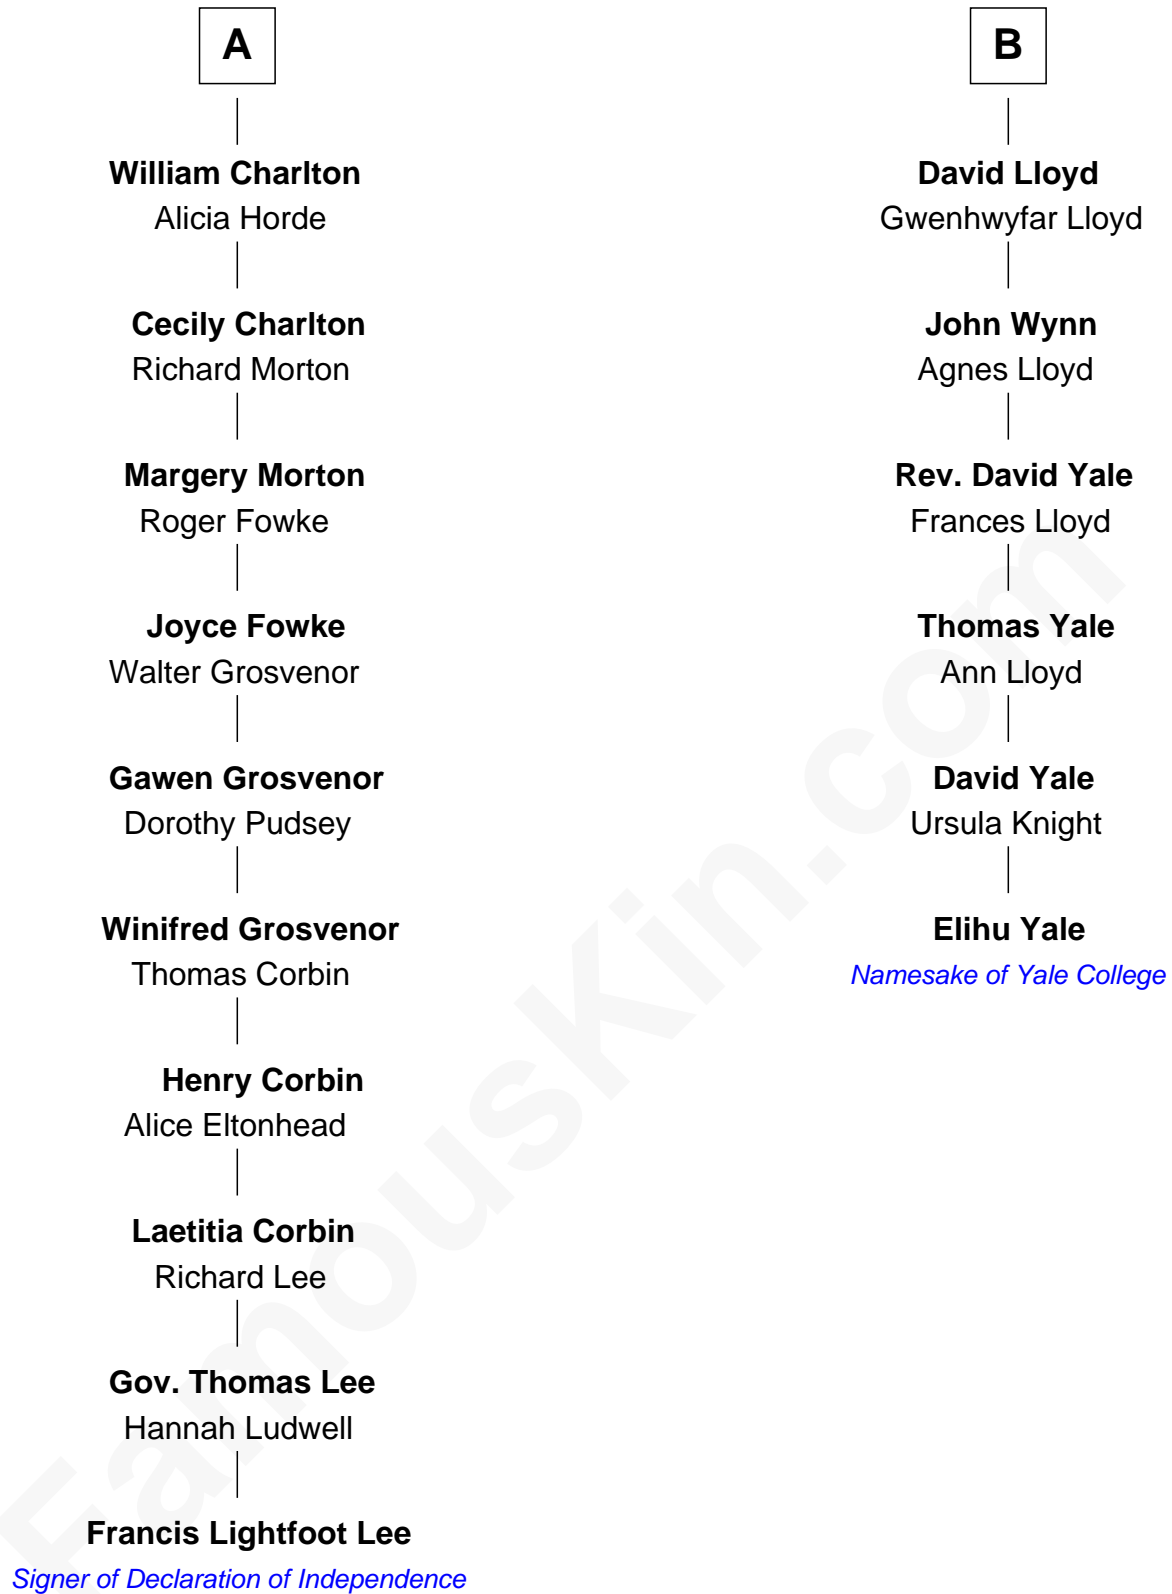 A
William Charlton
Alicia Horde
Cecily Charlton
Richard Morton
Margery Morton
Roger Fowke
Joyce Fowke
Walter Grosvenor
Gawen Grosvenor
Dorothy Pudsey
Winifred Grosvenor
Thomas Corbin
Henry Corbin
Alice Eltonhead
Laetitia Corbin
Richard Lee
Gov. Thomas Lee
Hannah Ludwell
Francis Lightfoot Lee
Signer of Declaration of Independence
B
David Lloyd
Gwenhwyfar Lloyd
John Wynn
Agnes Lloyd
Rev. David Yale
Frances Lloyd
Thomas Yale
Ann Lloyd
David Yale
Ursula Knight
Elihu Yale
Namesake of Yale College
FamousKin.com